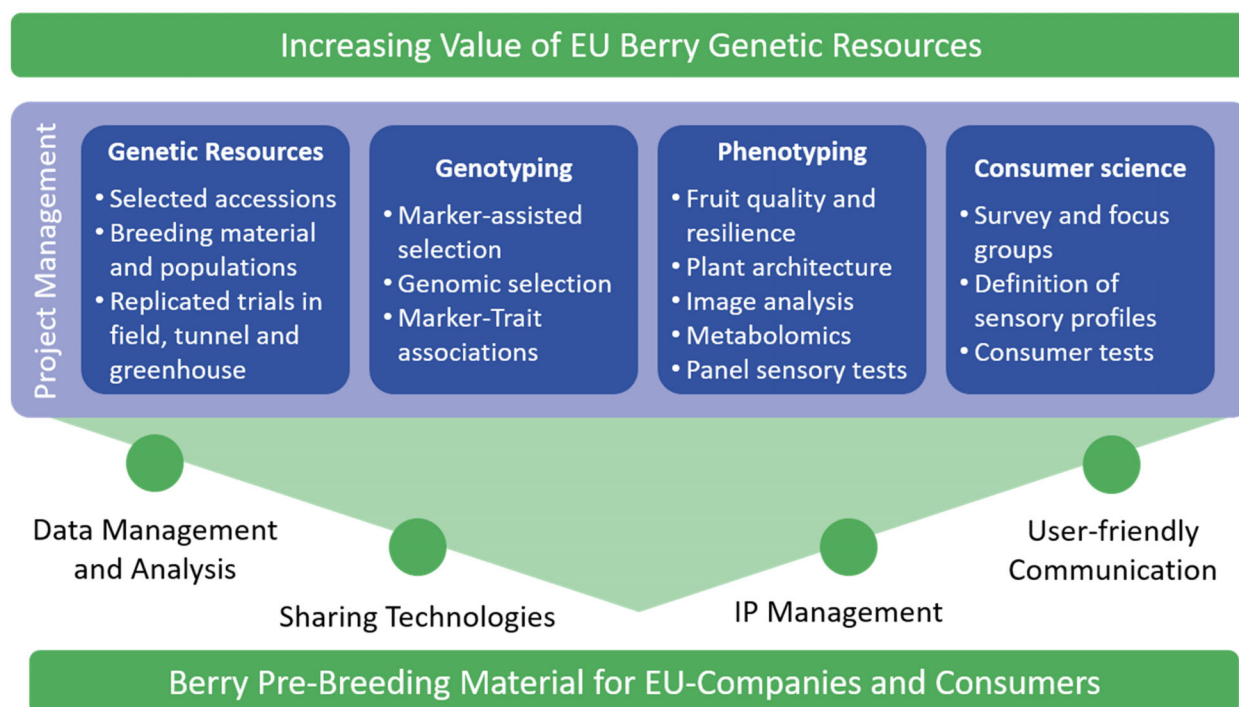 Increasing Value of EU Berry Genetic Resources
Project Management
Genetic Resources
• Selected accessions
• Breeding material
and populations
• Replicated trials in
field, tunnel and
greenhouse
Genotyping
• Marker-assisted
selection
• Genomic selection
• Marker-Trait
associations
Phenotyping
• Fruit quality and
resilience
• Plant architecture
• Image analysis
• Metabolomics
• Panel sensory tests
Consumer science
• Survey and focus
groups
• Definition of
sensory profiles
• Consumer tests
Data Management
and Analysis
Sharing Technologies
IP Management
User-friendly
Communication
Berry Pre-Breeding Material for EU-Companies and Consumers